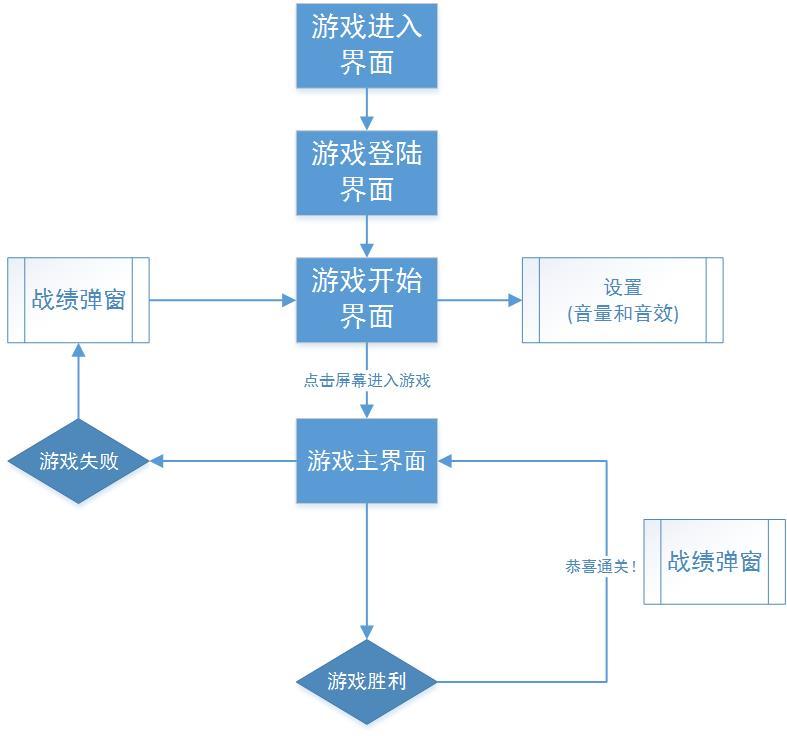 游戏进入
界面
游戏登陆
界面
战绩弹窗
游戏开始
界面
设置
(音量和音效)
点击屏幕进入游戏
游戏失败
游戏主界面
恭喜通关！
战绩弹窗
游戏胜利